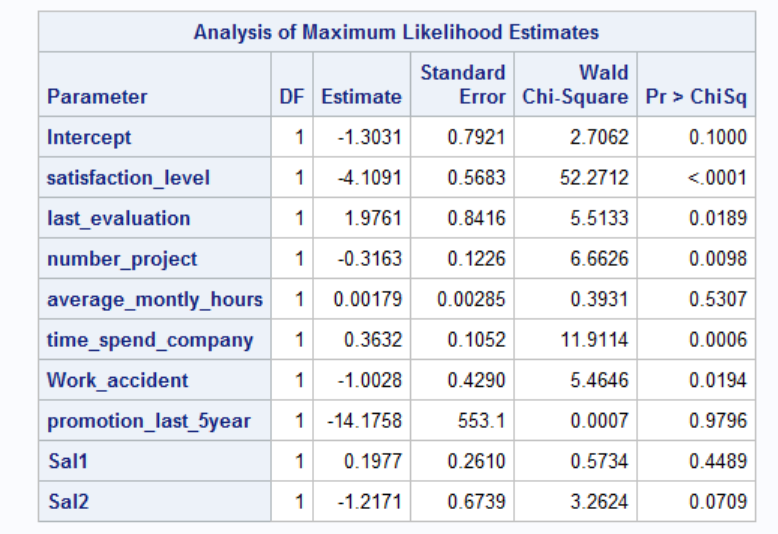 Analysis of Maximum Likelihood Estimates
Parameter DF Estimate Standard Error Wald Chi-Square Pr > ChiSq
Intercept 1 -1.3031 0.7921 2.7062 0.1000
satisfaction_level 1 -4.1091 0.5683 52.2712 <.0001
last_evaluation 1 1.9761 0.8416 5.5133 0.0189
number_project 1 -0.3163 0.1226 6.6626 0.0098
average_montly_hours 1 0.00179 0.00285 0.3931 0.5307
time_spend_company 1 0.3632 0.1052 11.9114 0.0006
Work_accident 1 -1.0028 0.4290 5.4646 0.0194
promotion_last_5year 1 -14.1758 553.1 0.0007 0.9796
Sal1 1 0.1977 0.2610 0.5734 0.4489
Sal2 1 -1.2171 0.6739 3.2624 0.0709